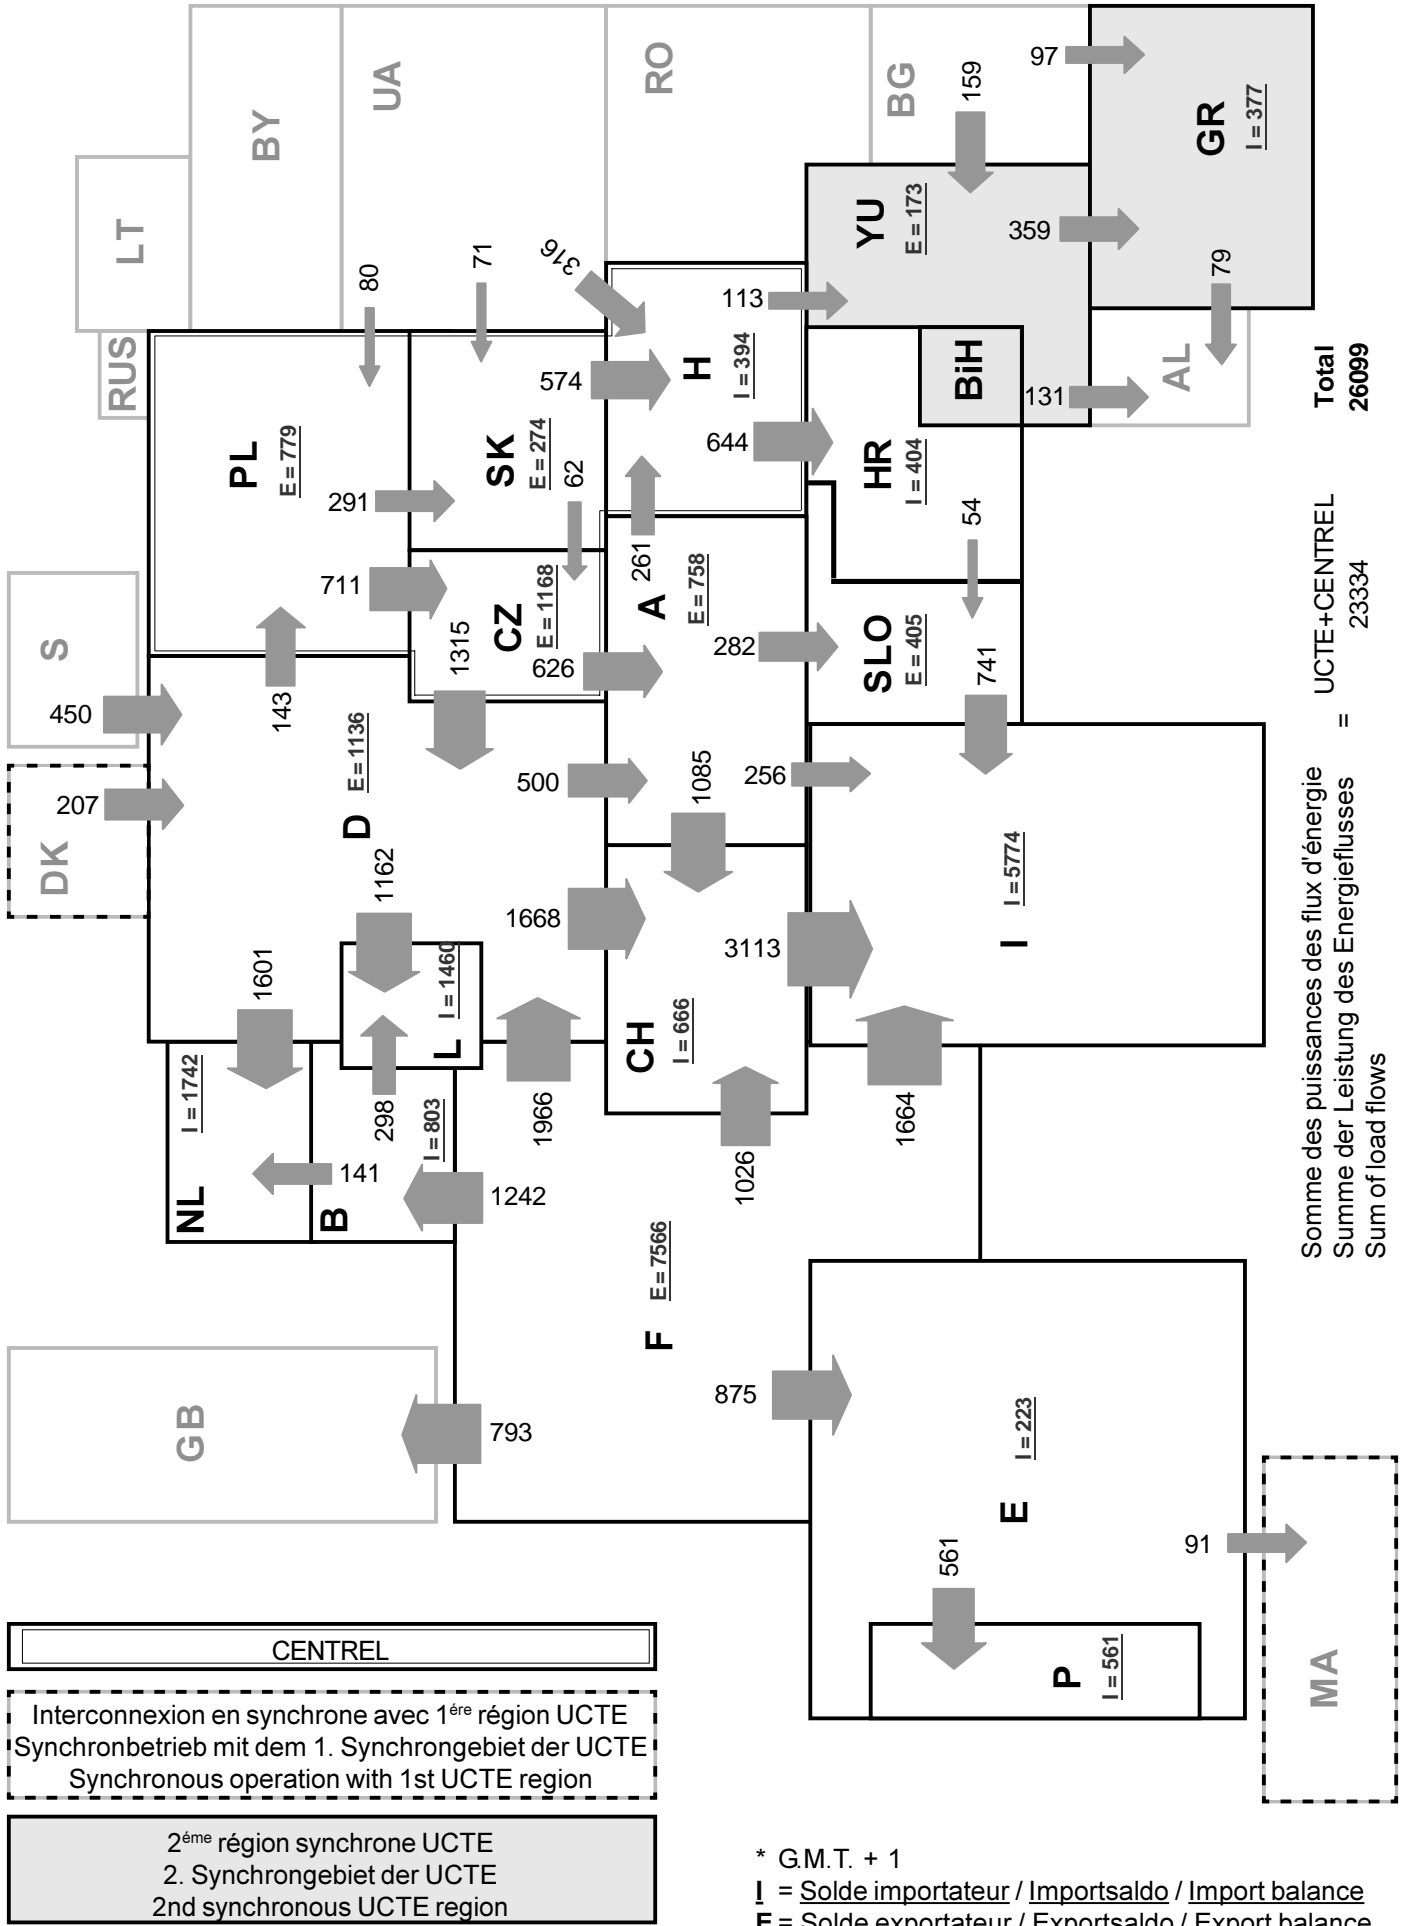 LT
BY
UA
RO
BG
97
159
GR
I = 377
RUS
80
71
316
YU
E = 173
359
79
113
H
I = 394
574
PL
E = 779
291
SK
E = 274
62
644
BiH
131
AL
HR
I = 404
54
S
450
143
711
1315
CZ
E = 1168
626
261
A
E = 758
282
SLO
E = 405
741
DK
207
D
E = 1136
500
1085
256
1162
1601
1668
3113
I
I = 5774
L
I = 1460
298
I = 1742
NL
141
B
I = 803
1242
1966
CH
I = 666
1026
1664
GB
793
F
E = 7566
875
E
I = 223
561
91
P
I = 561
MA
Total
26099
UCTE+CENTREL
23334
=
Somme des puissances des flux d'énergie
Summe der Leistung des Energieflusses
Sum of load flows
CENTREL
Interconnexion en synchrone avec 1ére région UCTE
Synchronbetrieb mit dem 1. Synchrongebiet der UCTE
Synchronous operation with 1st UCTE region
2éme région synchrone UCTE
2. Synchrongebiet der UCTE
2nd synchronous UCTE region
* G.M.T. + 1
I = Solde importateur / Importsaldo / Import balance
E = Solde exportateur / Exportsaldo / Export balance